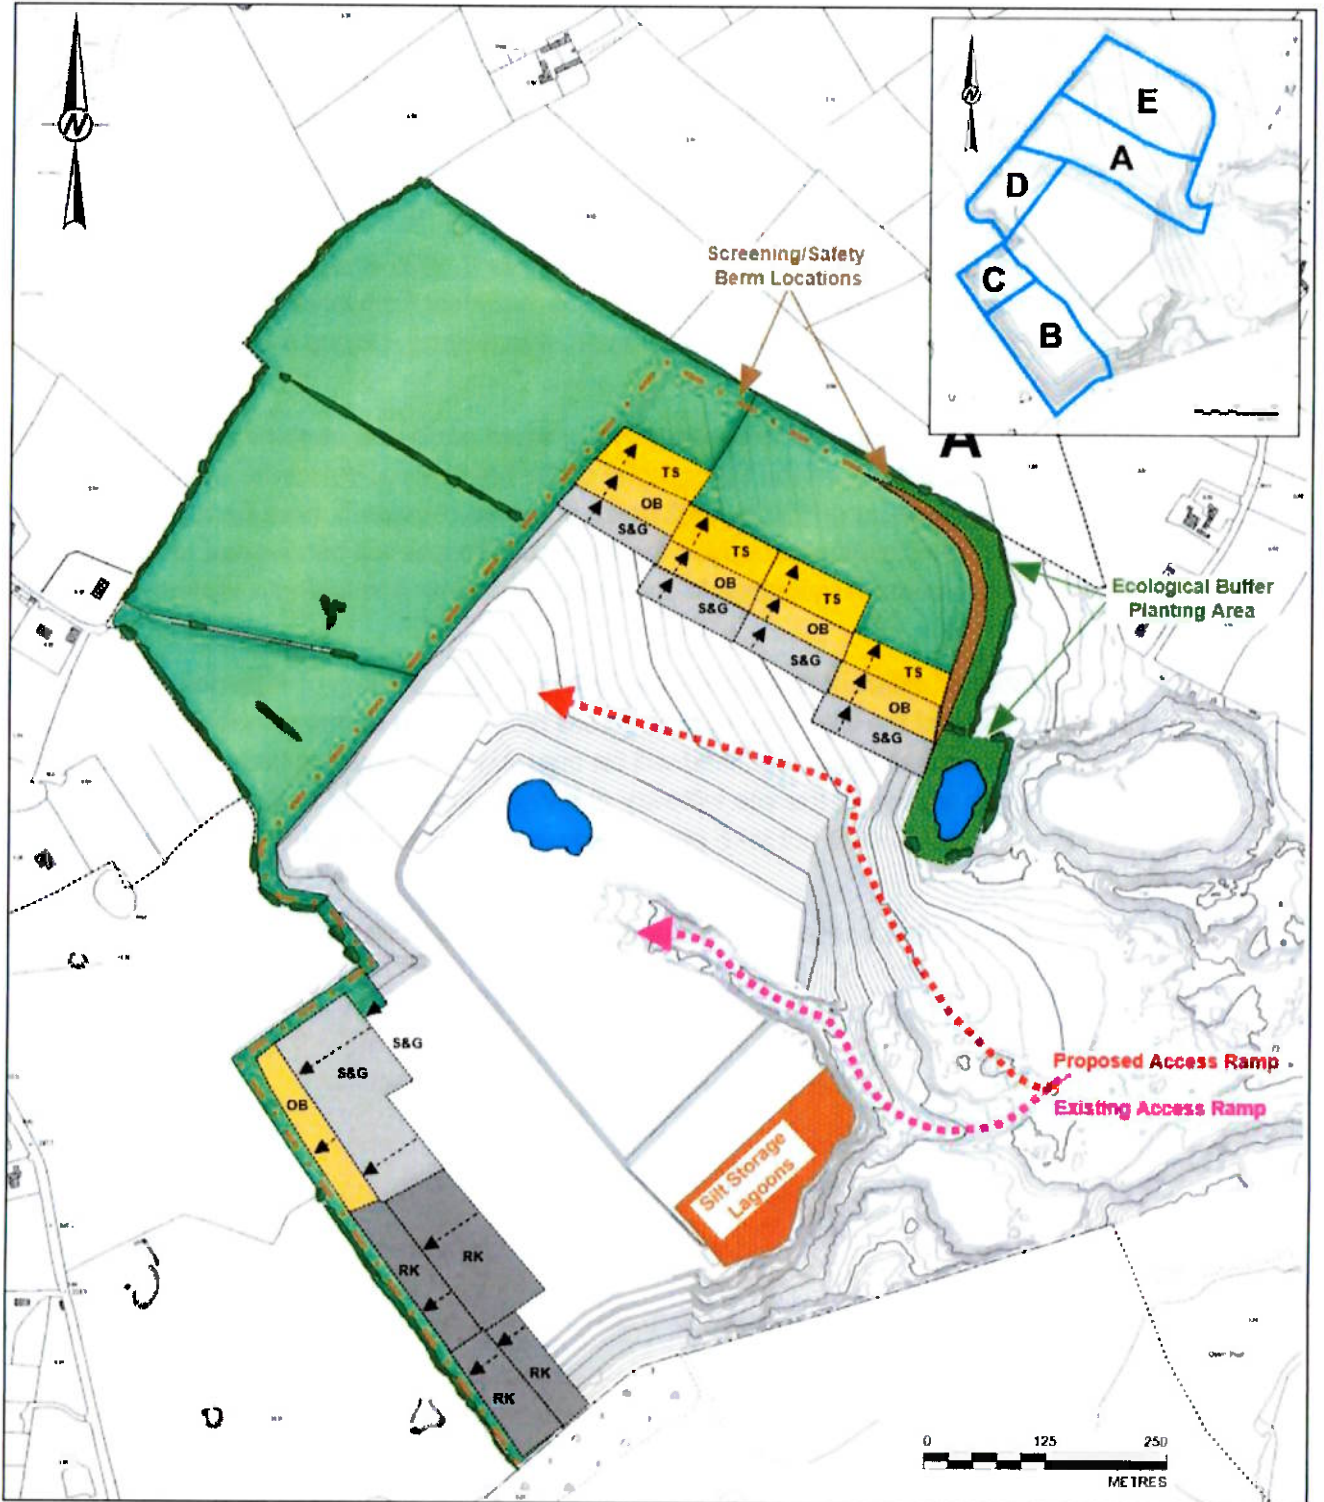 N
N
E
A
D
C
B
A
Screening/Safety
Berm Locations
TS
OB
S&G
TS
OB
S&G
TS
OB
S&G
TS
OB
S&G
Ecological Buffer
Planting Area
S&G
S&G
OB
RK
RK
RK
RK
Proposed Access Ramp
Existing Access Ramp
Silt Storage
Lagoons
0 125 250
METRES